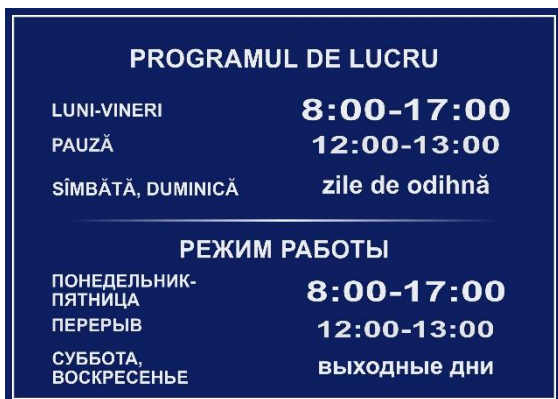 PROGRAMUL DE LUCRU
LUNI-VINERI 8:00-17:00
PAUZĂ 12:00-13:00
SÎMBĂTĂ, DUMINICĂ zile de odihnă
РЕЖИМ РАБОТЫ
ПОНЕДЕЛЬНИК-
ПЯТНИЦА 8:00-17:00
ПЕРЕРЫВ 12:00-13:00
СУББОТА,
ВОСКРЕСЕНЬЕ выходные дни